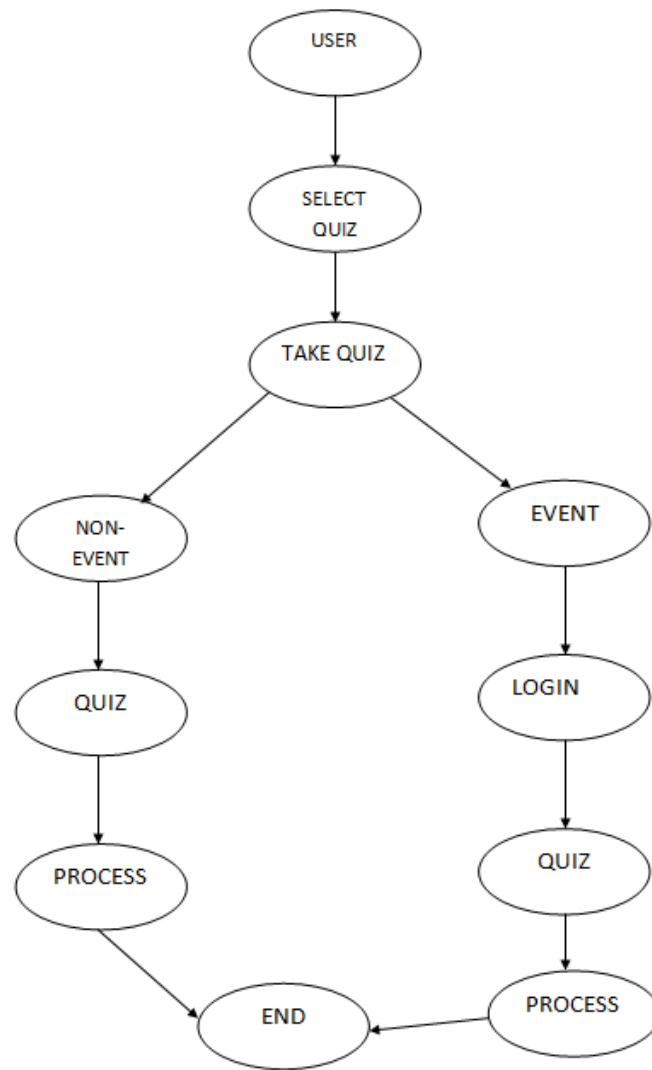 USER
SELECT
QUIZ
TAKE QUIZ
NON-
EVENT
EVENT
QUIZ
LOGIN
PROCESS
QUIZ
END
PROCESS